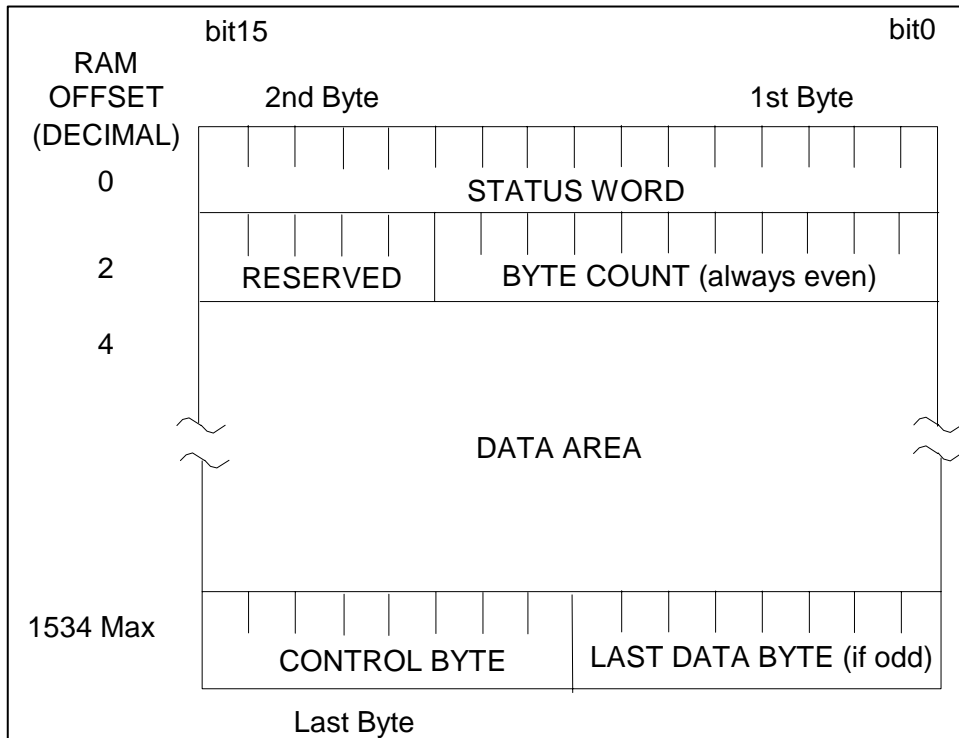 bit15 bit0
RAM
OFFSET
(DECIMAL)
2nd Byte 1st Byte
0 STATUS WORD
2 RESERVED BYTE COUNT (always even)
4
DATA AREA
1534 Max
CONTROL BYTE LAST DATA BYTE (if odd)
Last Byte